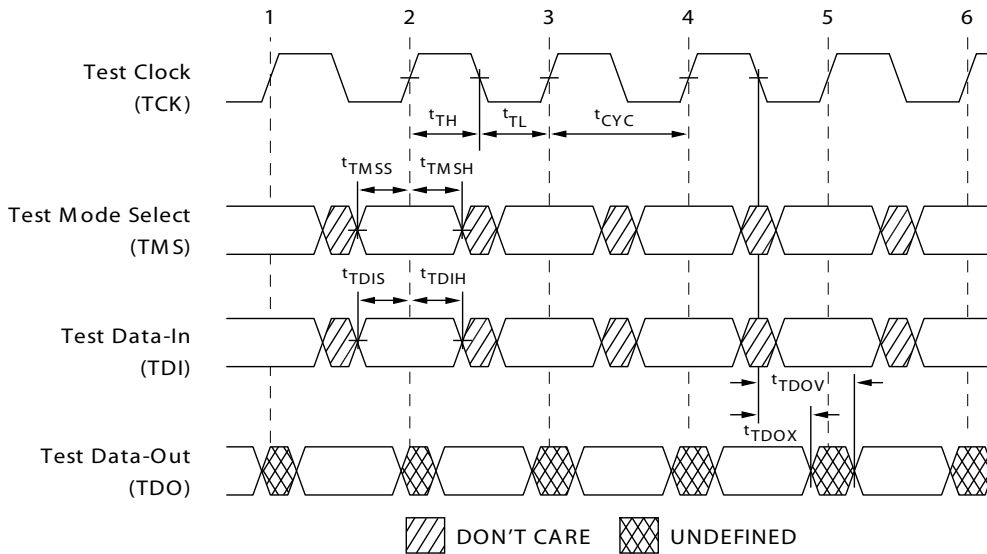 1 2 3 4 5 6
Test Clock
(TCK)
tTH tTL tCYC
tTMSS tTMSH
Test Mode Select
(TMS)
tTDIS tTDIH
Test Data-In
(TDI)
tTDOV
tTDOX
Test Data-Out
(TDO)
DON'T CARE UNDEFINED